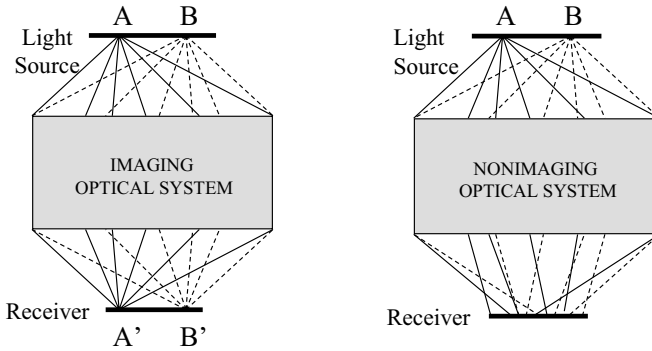 A B
Light
Source
IMAGING
OPTICAL SYSTEM
Receiver
A’ B’
A B
Light
Source
NONIMAGING
OPTICAL SYSTEM
Receiver